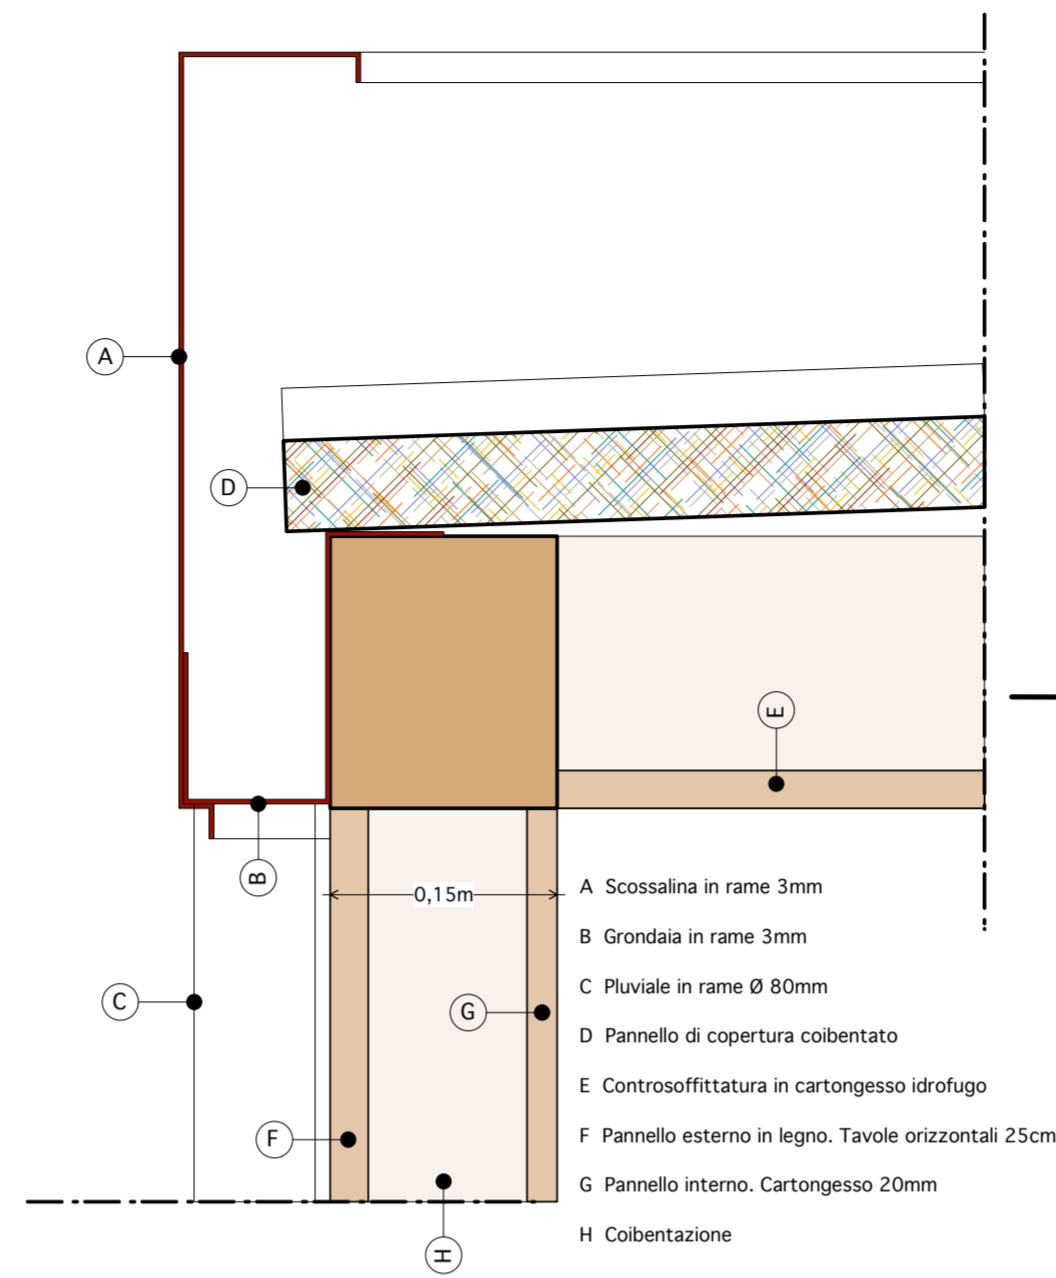 A
D
E
B
0,15m
C
G
F
H
A Scossalina in rame 3mm
B Grondaia in rame 3mm
C Pluviale in rame Ø 80mm
D Pannello di copertura coibentato
E Controsoffittatura in cartongesso idrofugo
F Pannello esterno in legno. Tavole orizzontali 25cm
G Pannello interno. Cartongesso 20mm
H Coibentazione